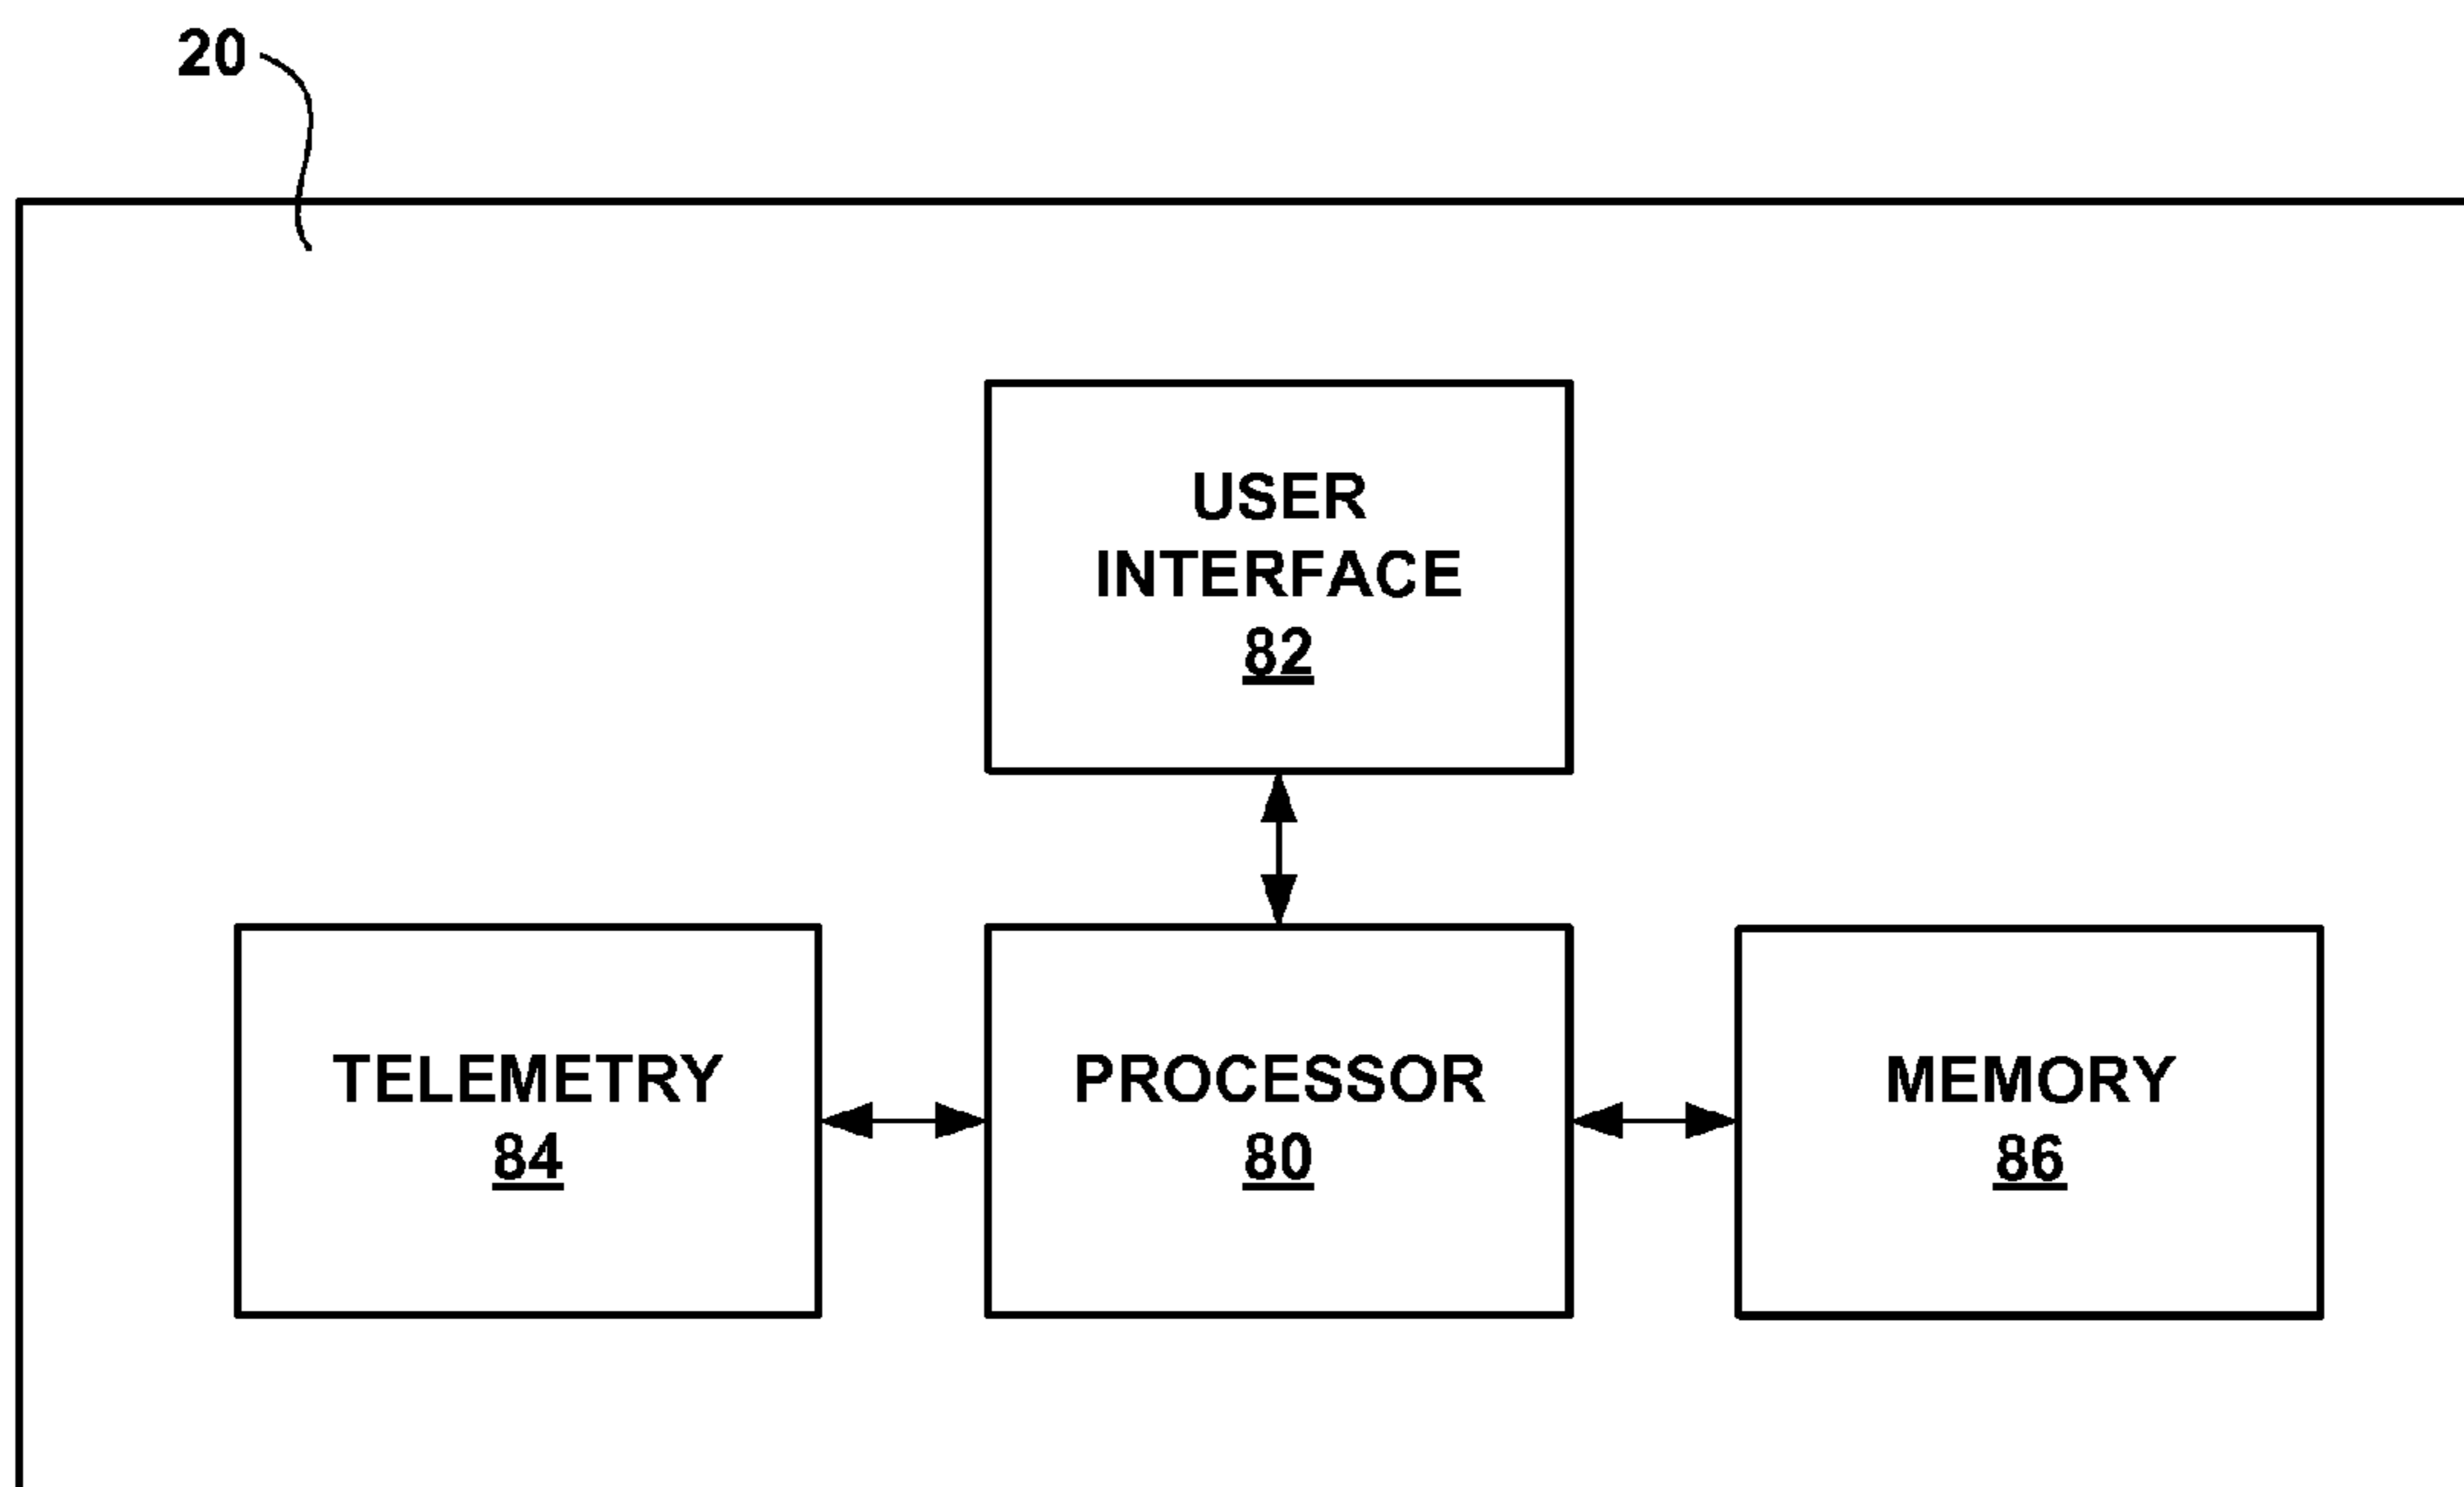 20
USER
INTERFACE
82
TELEMETRY
84
PROCESSOR
80
MEMORY
86